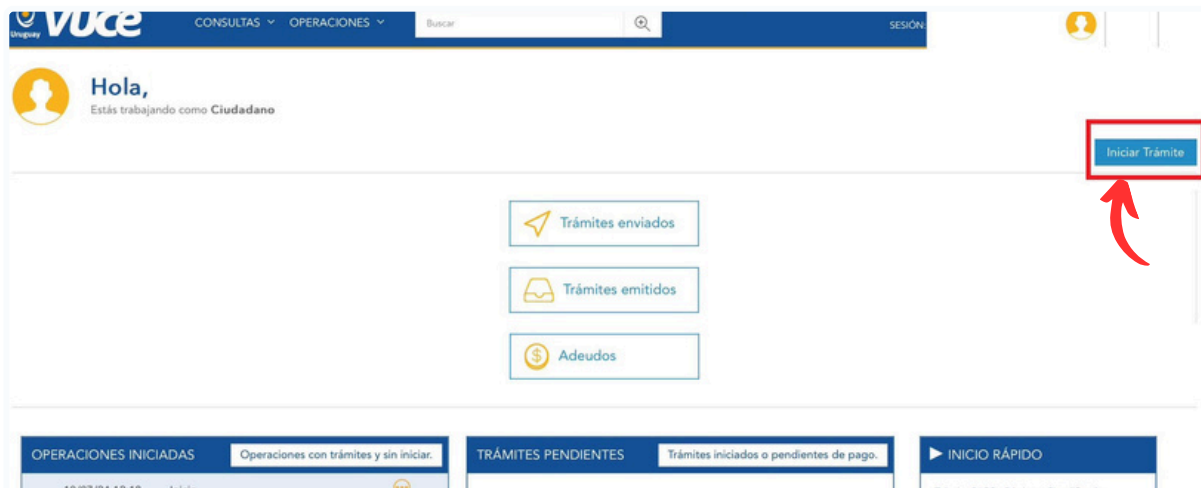 Uruguay VUCE
CONSULTAS OPERACIONES
Buscar
SESIÓN:
Hola,
Estás trabajando como Ciudadano
Iniciar Trámite
Trámites enviados
Trámites emitidos
$ Adeudos
OPERACIONES INICIADAS
Operaciones con trámites y sin iniciar.
TRÁMITES PENDIENTES
Trámites iniciados o pendientes de pago.
INICIO RÁPIDO